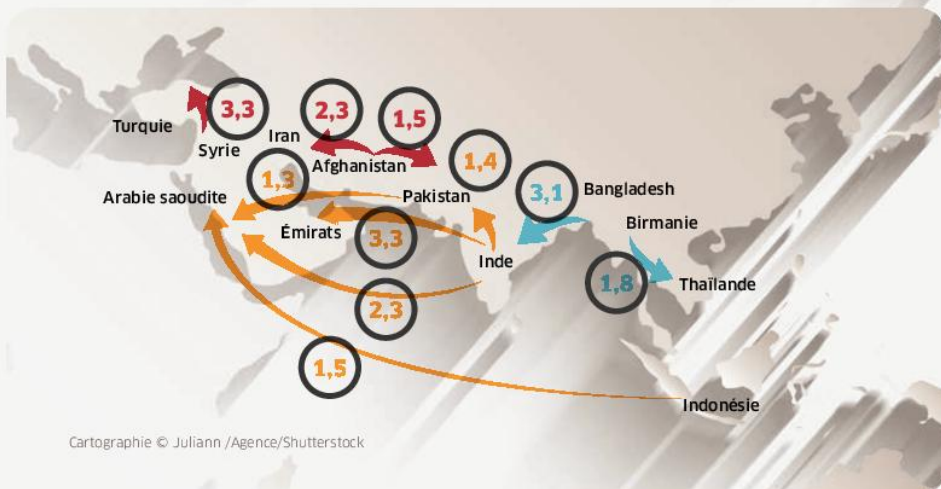 3,3
2,3
1,5
Turquie
Iran
Syrie
Afghanistan
1,4
1,3
3,1
Bangladesh
Arabie saoudite
Pakistan
Birmanie
Émirats
3,3
Inde
1,8
Thaïlande
2,3
1,5
Indonésie
Cartographie © Juliann /Agence/Shutterstock